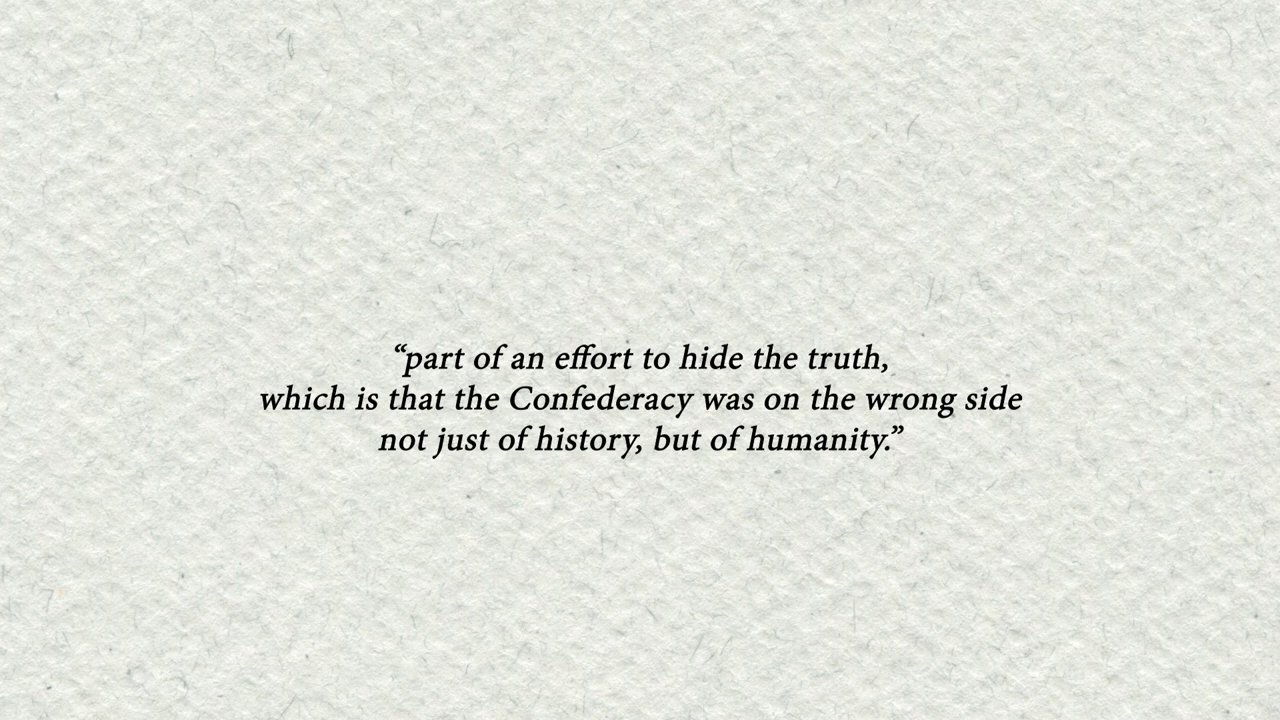 “part of an effort to hide the truth,
which is that the Confederacy was on the wrong side
not just of history, but of humanity.”